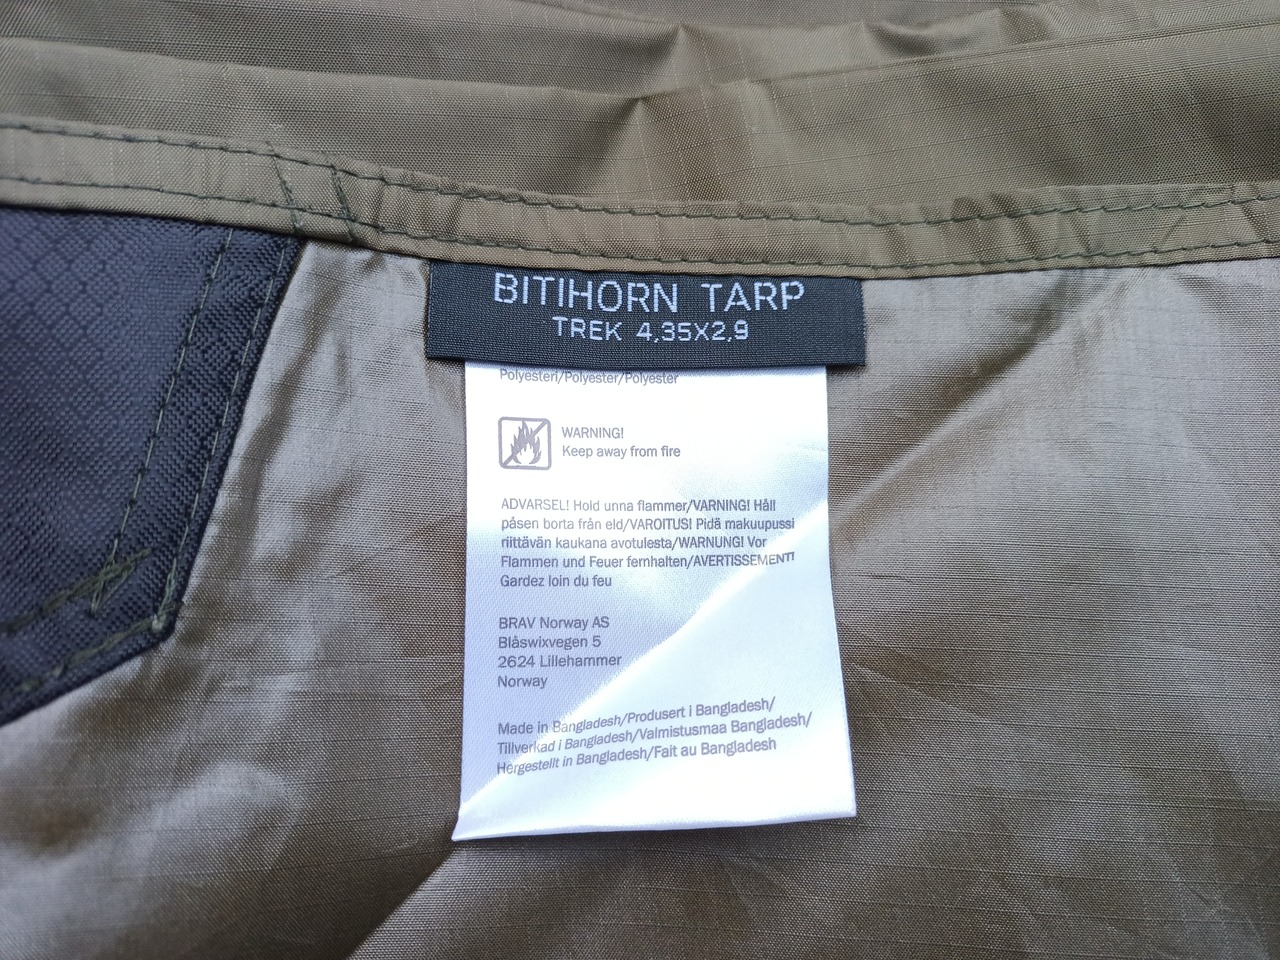 BITIHORN TARP
TREK 4,35X2,9
Polyesteri/Polyester/Polyester
WARNING!
Keep away from fire
ADVARSEL! Hold unna flammer/VARNING! Håll
påsen borta från eld/VAROITUS! Pidä makuupussi
riittävän kaukana avotulesta/WARNUNG! Vor
Flammen und Feuer fernhalten/AVERTISSEMENT!
Gardez loin du feu
BRAV Norway AS
Blåswixvegen 5
2624 Lillehammer
Norway
Made in Bangladesh/Produsert i Bangladesh/
Tillverkad i Bangladesh/Valmistusmaa Bangladesh/
Hergestellt in Bangladesh/Fait au Bangladesh